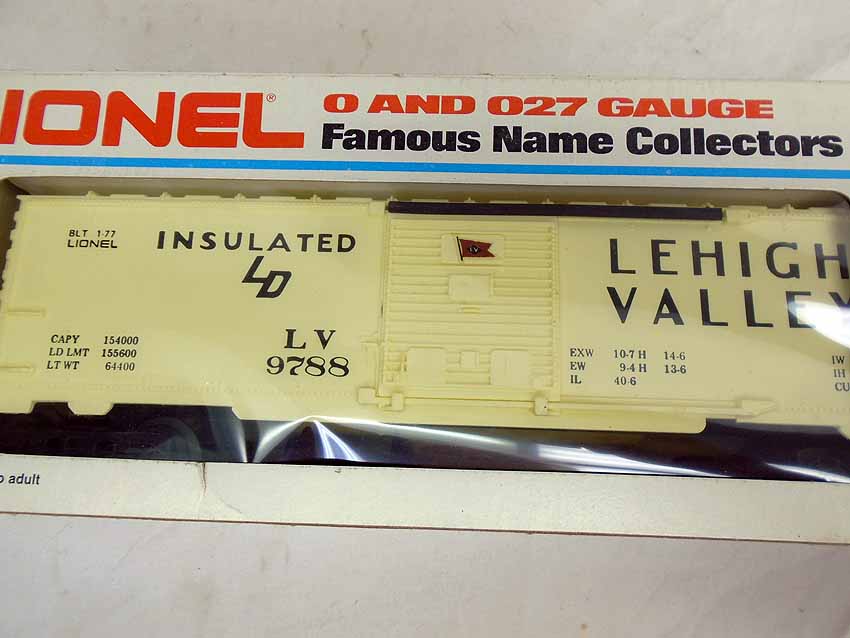 IONEL®
O AND O27 GAUGE
Famous Name Collectors
BLT 1-77
LIONEL
INSULATED
LD
LV
9788
CAPY 154000
LD LMT 155600
LT WT 64400
LV
LEHIGH
VALLEY
EXW 10-7 H 14-6
EW 9-4 H 13-6
IL 40-6
IW
IH
CU
adult